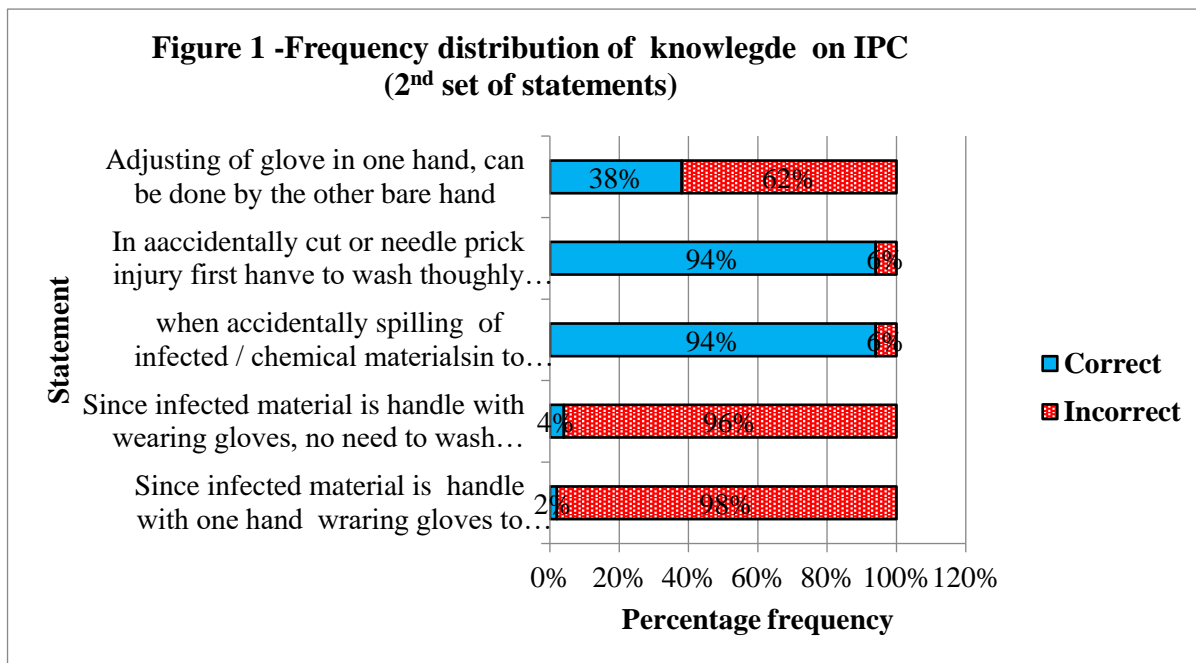 Figure 1 -Frequency distribution of knowlegde on IPC
(2nd set of statements)
Adjusting of glove in one hand, can
be done by the other bare hand
38%
62%
In aaccidentally cut or needle prick
injury first hanve to wash thoughly…
94%
6%
when accidentally spilling of
infected / chemical materialsin to…
94%
6%
Since infected material is handle with
wearing gloves, no need to wash…
4%
96%
Since infected material is handle
with one hand wraring gloves to…
2%
98%
Statement
Correct
Incorrect
0% 20% 40% 60% 80% 100% 120%
Percentage frequency